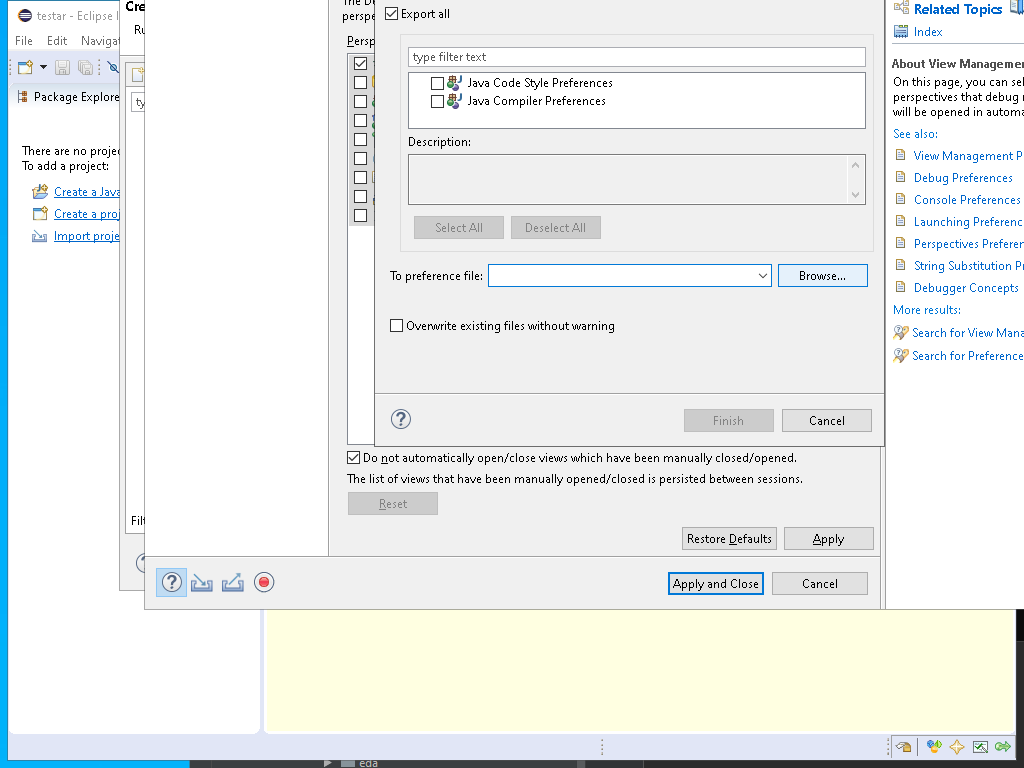 testar - Eclipse I
File Edit Navigat
Package Explore
There are no projec
To add a project:
Create a Java
Create a proj
Import proje
Cre
Ru
ty
Filt
perspe
Persp
Export all
type filter text
Java Code Style Preferences
Java Compiler Preferences
Description:
Select All
Deselect All
To preference file:
Browse...
Overwrite existing files without warning
Finish
Cancel
Do not automatically open/close views which have been manually closed/opened.
The list of views that have been manually opened/closed is persisted between sessions.
Reset
Restore Defaults
Apply
Apply and Close
Cancel
Related Topics
Index
About View Managemen
On this page, you can sel
perspectives that debug
will be opened in automa
See also:
View Management P
Debug Preferences
Console Preferences
Launching Preferenc
Perspectives Preferen
String Substitution Pr
Debugger Concepts
More results:
Search for View Mana
Search for Preference
eda